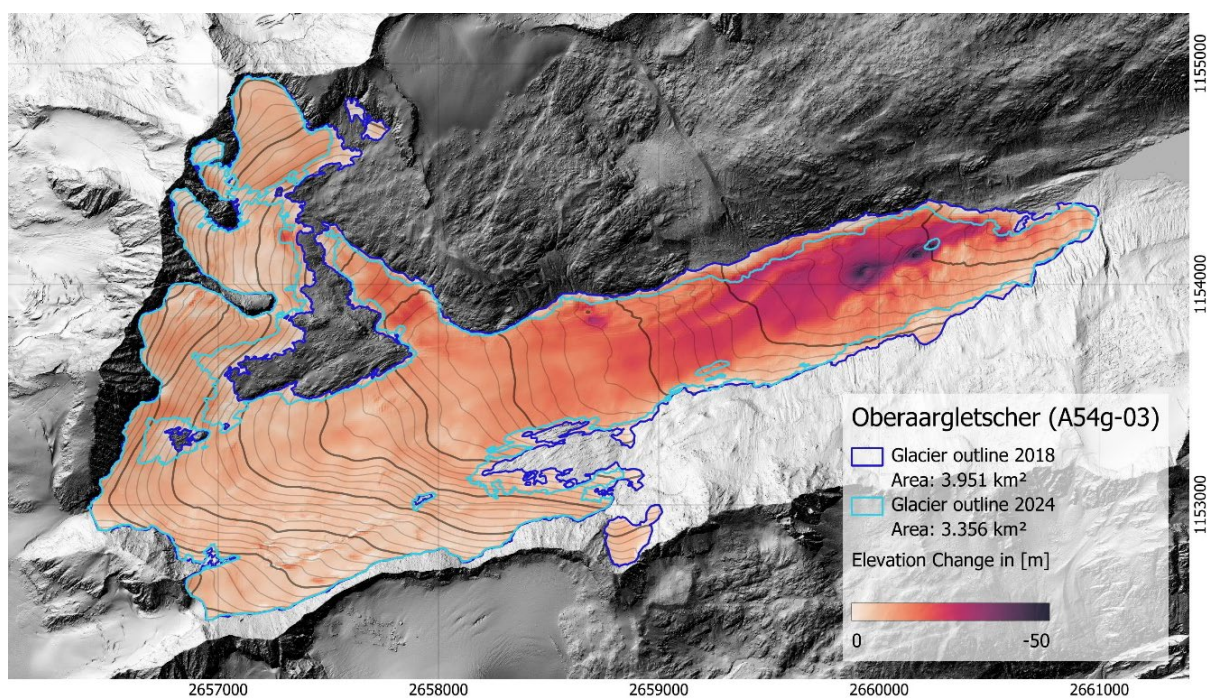 1155000
1154000
1153000
Oberaargletscher (A54g-03)
Glacier outline 2018
Area: 3.951 km²
Glacier outline 2024
Area: 3.356 km²
Elevation Change in [m]
0 -50
2657000 2658000 2659000 2660000 2661000